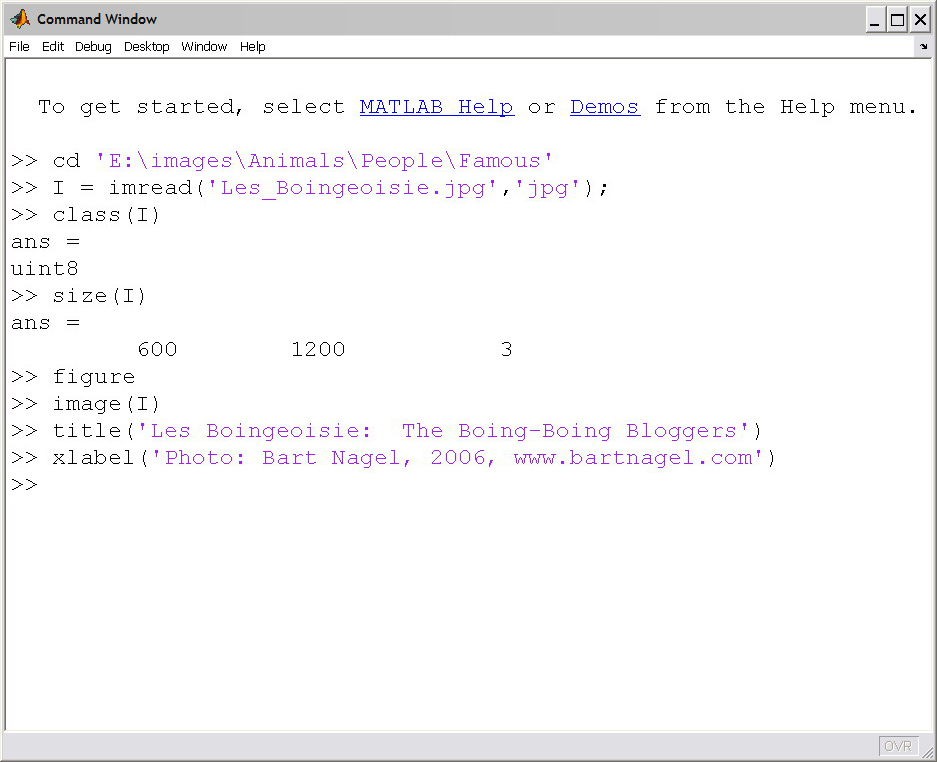 Command Window
File Edit Debug Desktop Window Help
To get started, select MATLAB Help or Demos from the Help menu.
>> cd 'E:\images\Animals\People\Famous'
>> I = imread('Les_Boingeoisie.jpg','jpg');
>> class(I)
ans =
uint8
>> size(I)
ans =
600 1200 3
>> figure
>> image(I)
>> title('Les Boingeoisie:  The Boing-Boing Bloggers')
>> xlabel('Photo: Bart Nagel, 2006, www.bartnagel.com')
>>
OVR